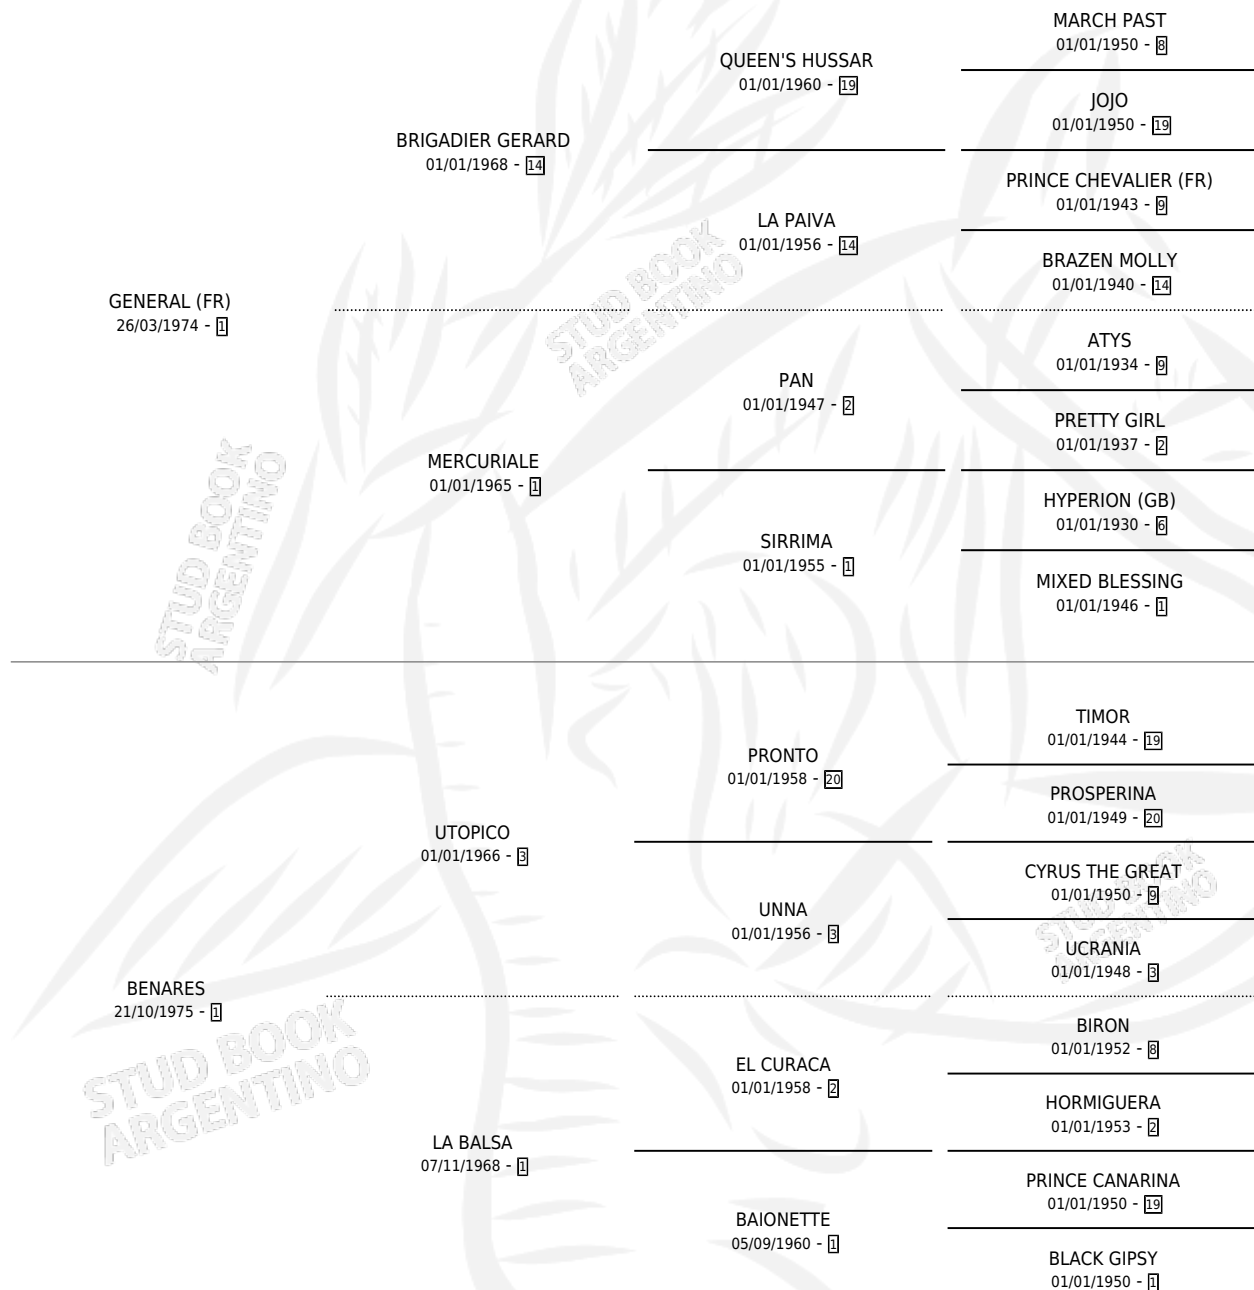 MARCH PAST
01/01/1950 - 8
QUEEN'S HUSSAR
01/01/1960 - 19
JOJO
01/01/1950 - 19
BRIGADIER GERARD
01/01/1968 - 14
PRINCE CHEVALIER (FR)
01/01/1943 - 9
LA PAIVA
01/01/1956 - 14
BRAZEN MOLLY
01/01/1940 - 14
GENERAL (FR)
26/03/1974 - 1
STUD BOOK
ARGENTINO
ATYS
01/01/1934 - 9
PAN
01/01/1947 - 2
PRETTY GIRL
01/01/1937 - 2
MERCURIALE
01/01/1965 - 1
HYPERION (GB)
01/01/1930 - 6
SIRRIMA
01/01/1955 - 1
MIXED BLESSING
01/01/1946 - 1
STUD BOOK
ARGENTINO
TIMOR
01/01/1944 - 19
PRONTO
01/01/1958 - 20
PROSPERINA
01/01/1949 - 20
UTOPICO
01/01/1966 - 3
CYRUS THE GREAT
01/01/1950 - 9
UNNA
01/01/1956 - 3
STUD BOOK
ARGENTINO
UCRANIA
01/01/1948 - 3
BENARES
21/10/1975 - 1
STUD BOOK
ARGENTINO
BIRON
01/01/1952 - 8
EL CURACA
01/01/1958 - 2
HORMIGUERA
01/01/1953 - 2
LA BALSA
07/11/1968 - 1
PRINCE CANARINA
01/01/1950 - 19
BAIONETTE
05/09/1960 - 1
BLACK GIPSY
01/01/1950 - 1